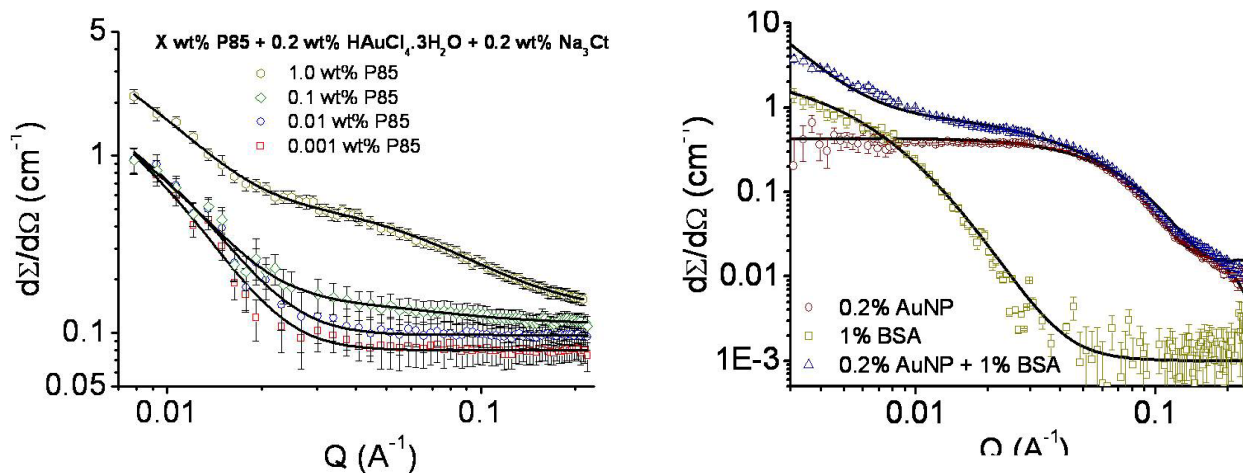 5
X wt% P85 + 0.2 wt% HAuCl₄.3H₂O + 0.2 wt% Na₃Ct
1.0 wt% P85
0.1 wt% P85
0.01 wt% P85
0.001 wt% P85
1
0.1
0.05
dΣ/dΩ (cm⁻¹)
0.01
0.1
Q (A⁻¹)
10
1
0.1
0.01
1E-3
dΣ/dΩ (cm⁻¹)
0.2% AuNP
1% BSA
0.2% AuNP + 1% BSA
0.01
0.1
(A⁻¹)